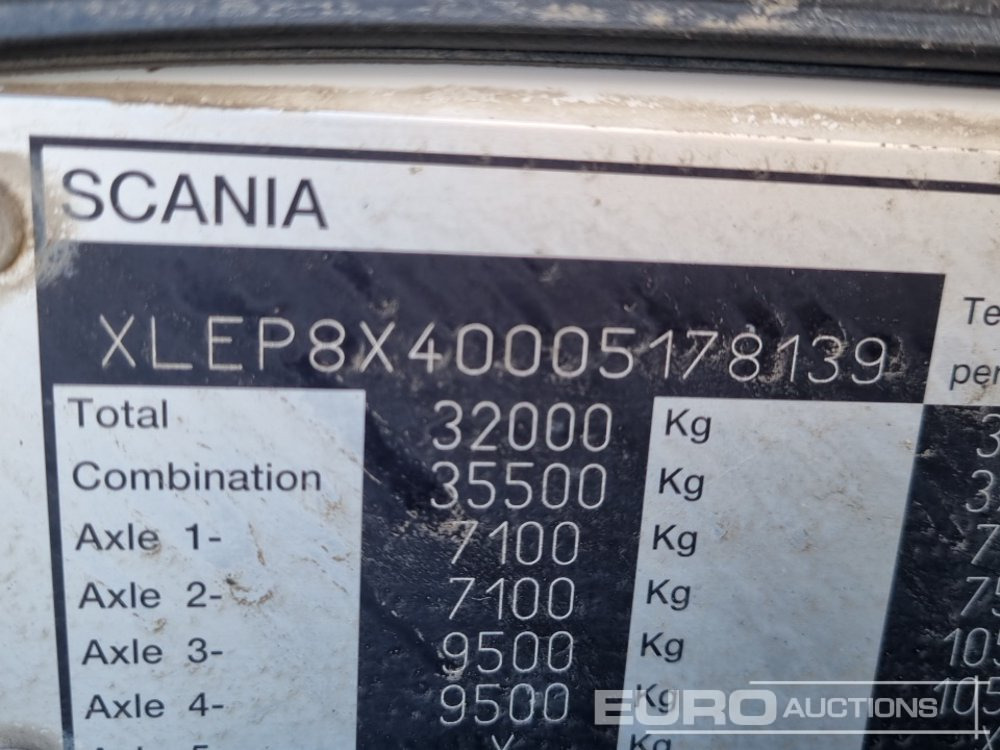 SCANIA
XLEP8X40005178139
Total 32000 Kg
Combination 35500 Kg
Axle 1- 7100 Kg
Axle 2- 7100 Kg
Axle 3- 9500 Kg
Axle 4- 9500 Kg
Kg
EURO AUCTIONS